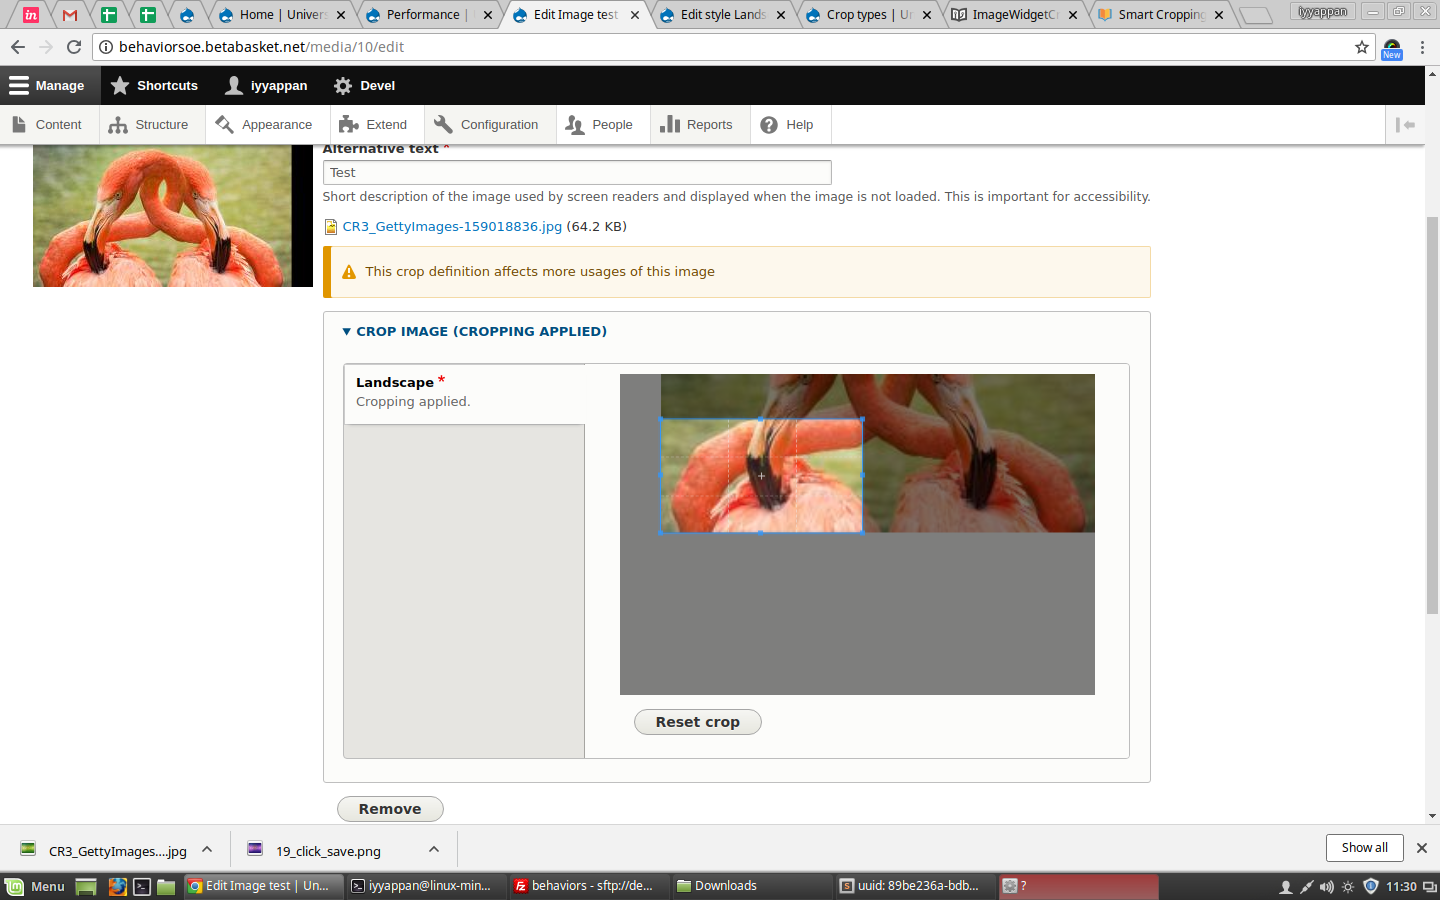 Home | Univers
Performance |
Edit Image test
Edit style Lands
Crop types | Un
ImageWidgetCr
Smart Cropping
iyyappan
behaviorsoe.betabasket.net/media/10/edit
New
Manage
Shortcuts
iyyappan
Devel
Content
Structure
Appearance
Extend
Configuration
People
Reports
Help
Alternative text *
Test
Short description of the image used by screen readers and displayed when the image is not loaded. This is important for accessibility.
CR3_GettyImages-159018836.jpg (64.2 KB)
This crop definition affects more usages of this image
CROP IMAGE (CROPPING APPLIED)
Landscape *
Cropping applied.
Reset crop
Remove
CR3_GettyImages....jpg
19_click_save.png
Show all
Menu
Edit Image test | Un...
iyyappan@linux-min...
behaviors - sftp://de...
Downloads
uuid: 89be236a-bdb...
?
11:30